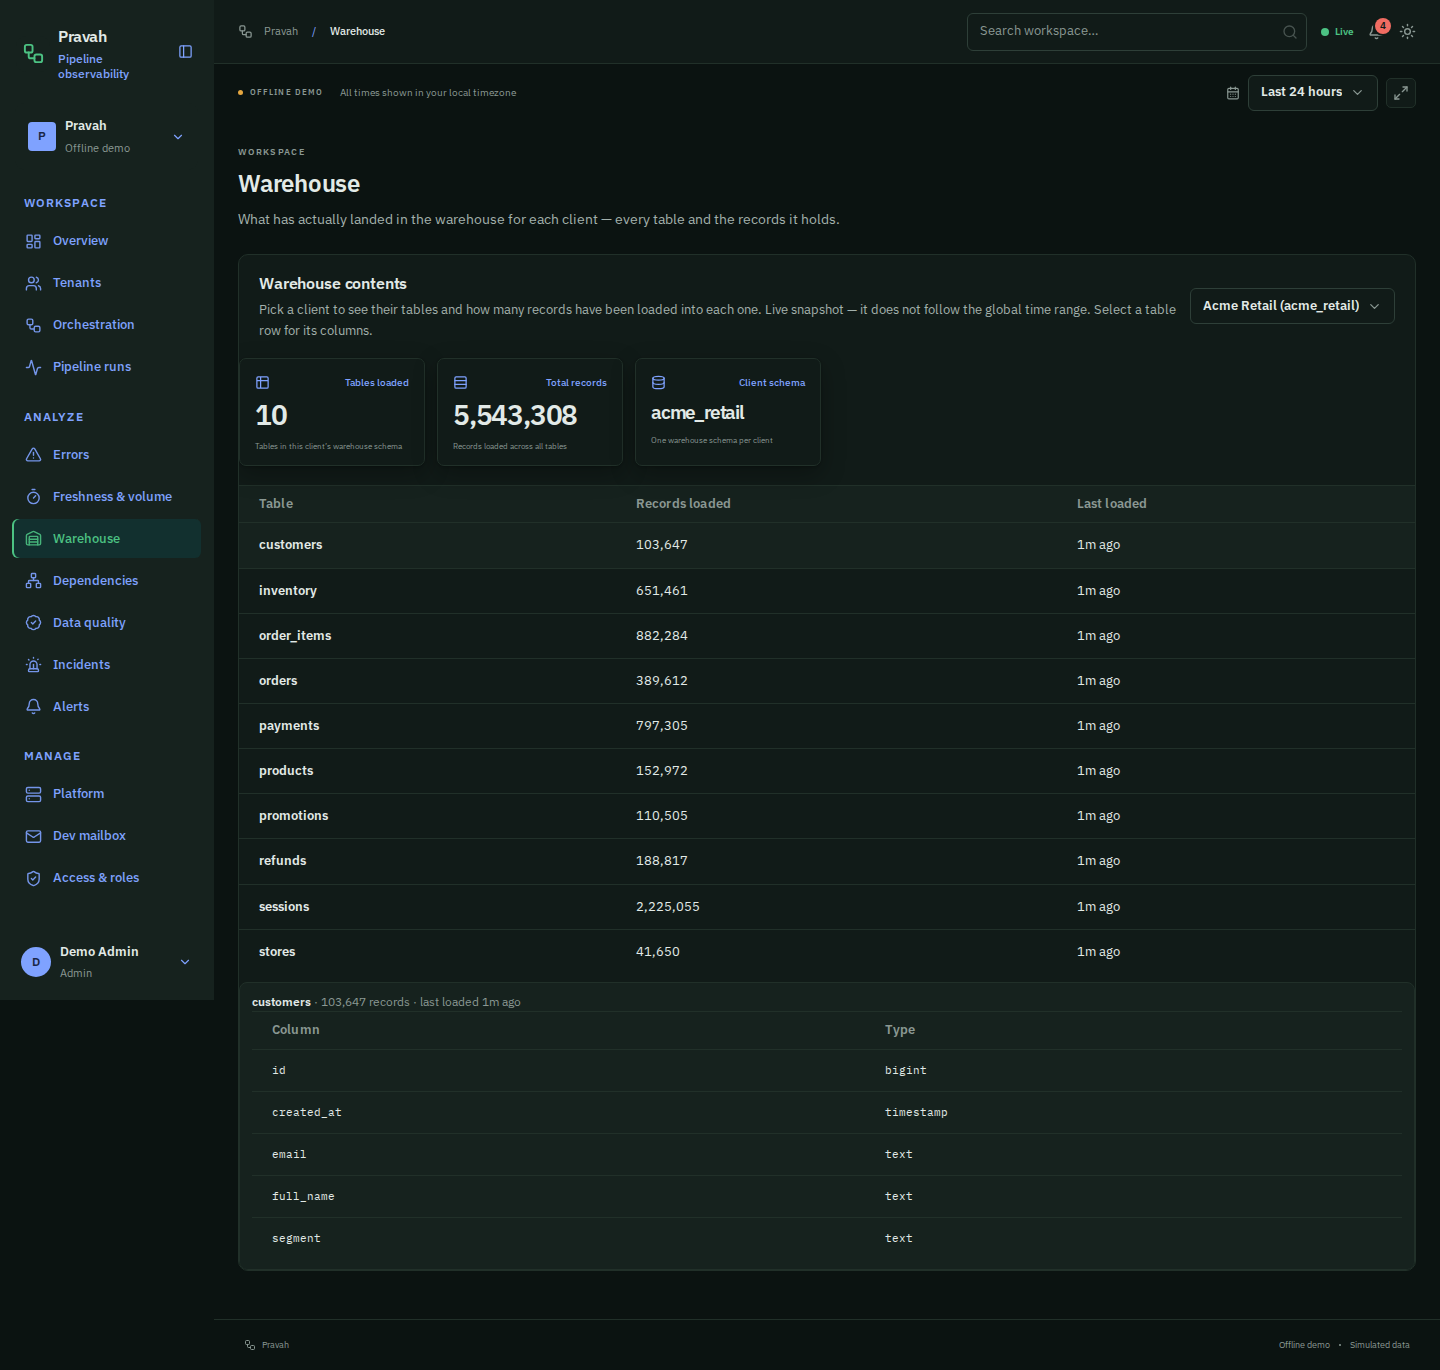 Pravah
Pipeline
observability
P
Pravah
Offline demo
WORKSPACE
Overview
Tenants
Orchestration
Pipeline runs
ANALYZE
Errors
Freshness & volume
Warehouse
Dependencies
Data quality
Incidents
Alerts
MANAGE
Platform
Dev mailbox
Access & roles
D
Demo Admin
Admin
Pravah / Warehouse
Search workspace...
Live
4
OFFLINE DEMO All times shown in your local timezone
Last 24 hours
WORKSPACE
Warehouse
What has actually landed in the warehouse for each client — every table and the records it holds.
Warehouse contents
Pick a client to see their tables and how many records have been loaded into each one. Live snapshot — it does not follow the global time range. Select a table
row for its columns.
Acme Retail (acme_retail)
Tables loaded
10
Tables in this client's warehouse schema
Total records
5,543,308
Records loaded across all tables
Client schema
acme_retail
One warehouse schema per client
Table Records loaded Last loaded
customers 103,647 1m ago
inventory 651,461 1m ago
order_items 882,284 1m ago
orders 389,612 1m ago
payments 797,305 1m ago
products 152,972 1m ago
promotions 110,505 1m ago
refunds 188,817 1m ago
sessions 2,225,055 1m ago
stores 41,650 1m ago
customers · 103,647 records · last loaded 1m ago
Column Type
id bigint
created_at timestamp
email text
full_name text
segment text
Pravah
Offline demo • Simulated data